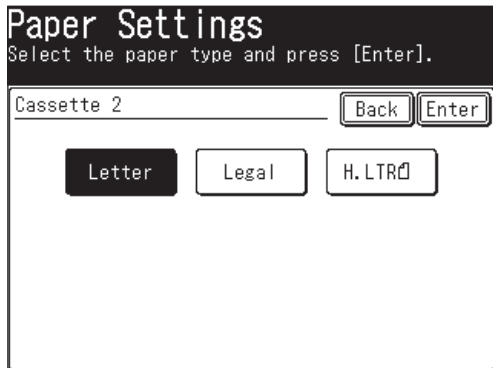 Paper Settings
Select the paper type and press [Enter].
Cassette 2 Back Enter
Letter Legal H.LTR